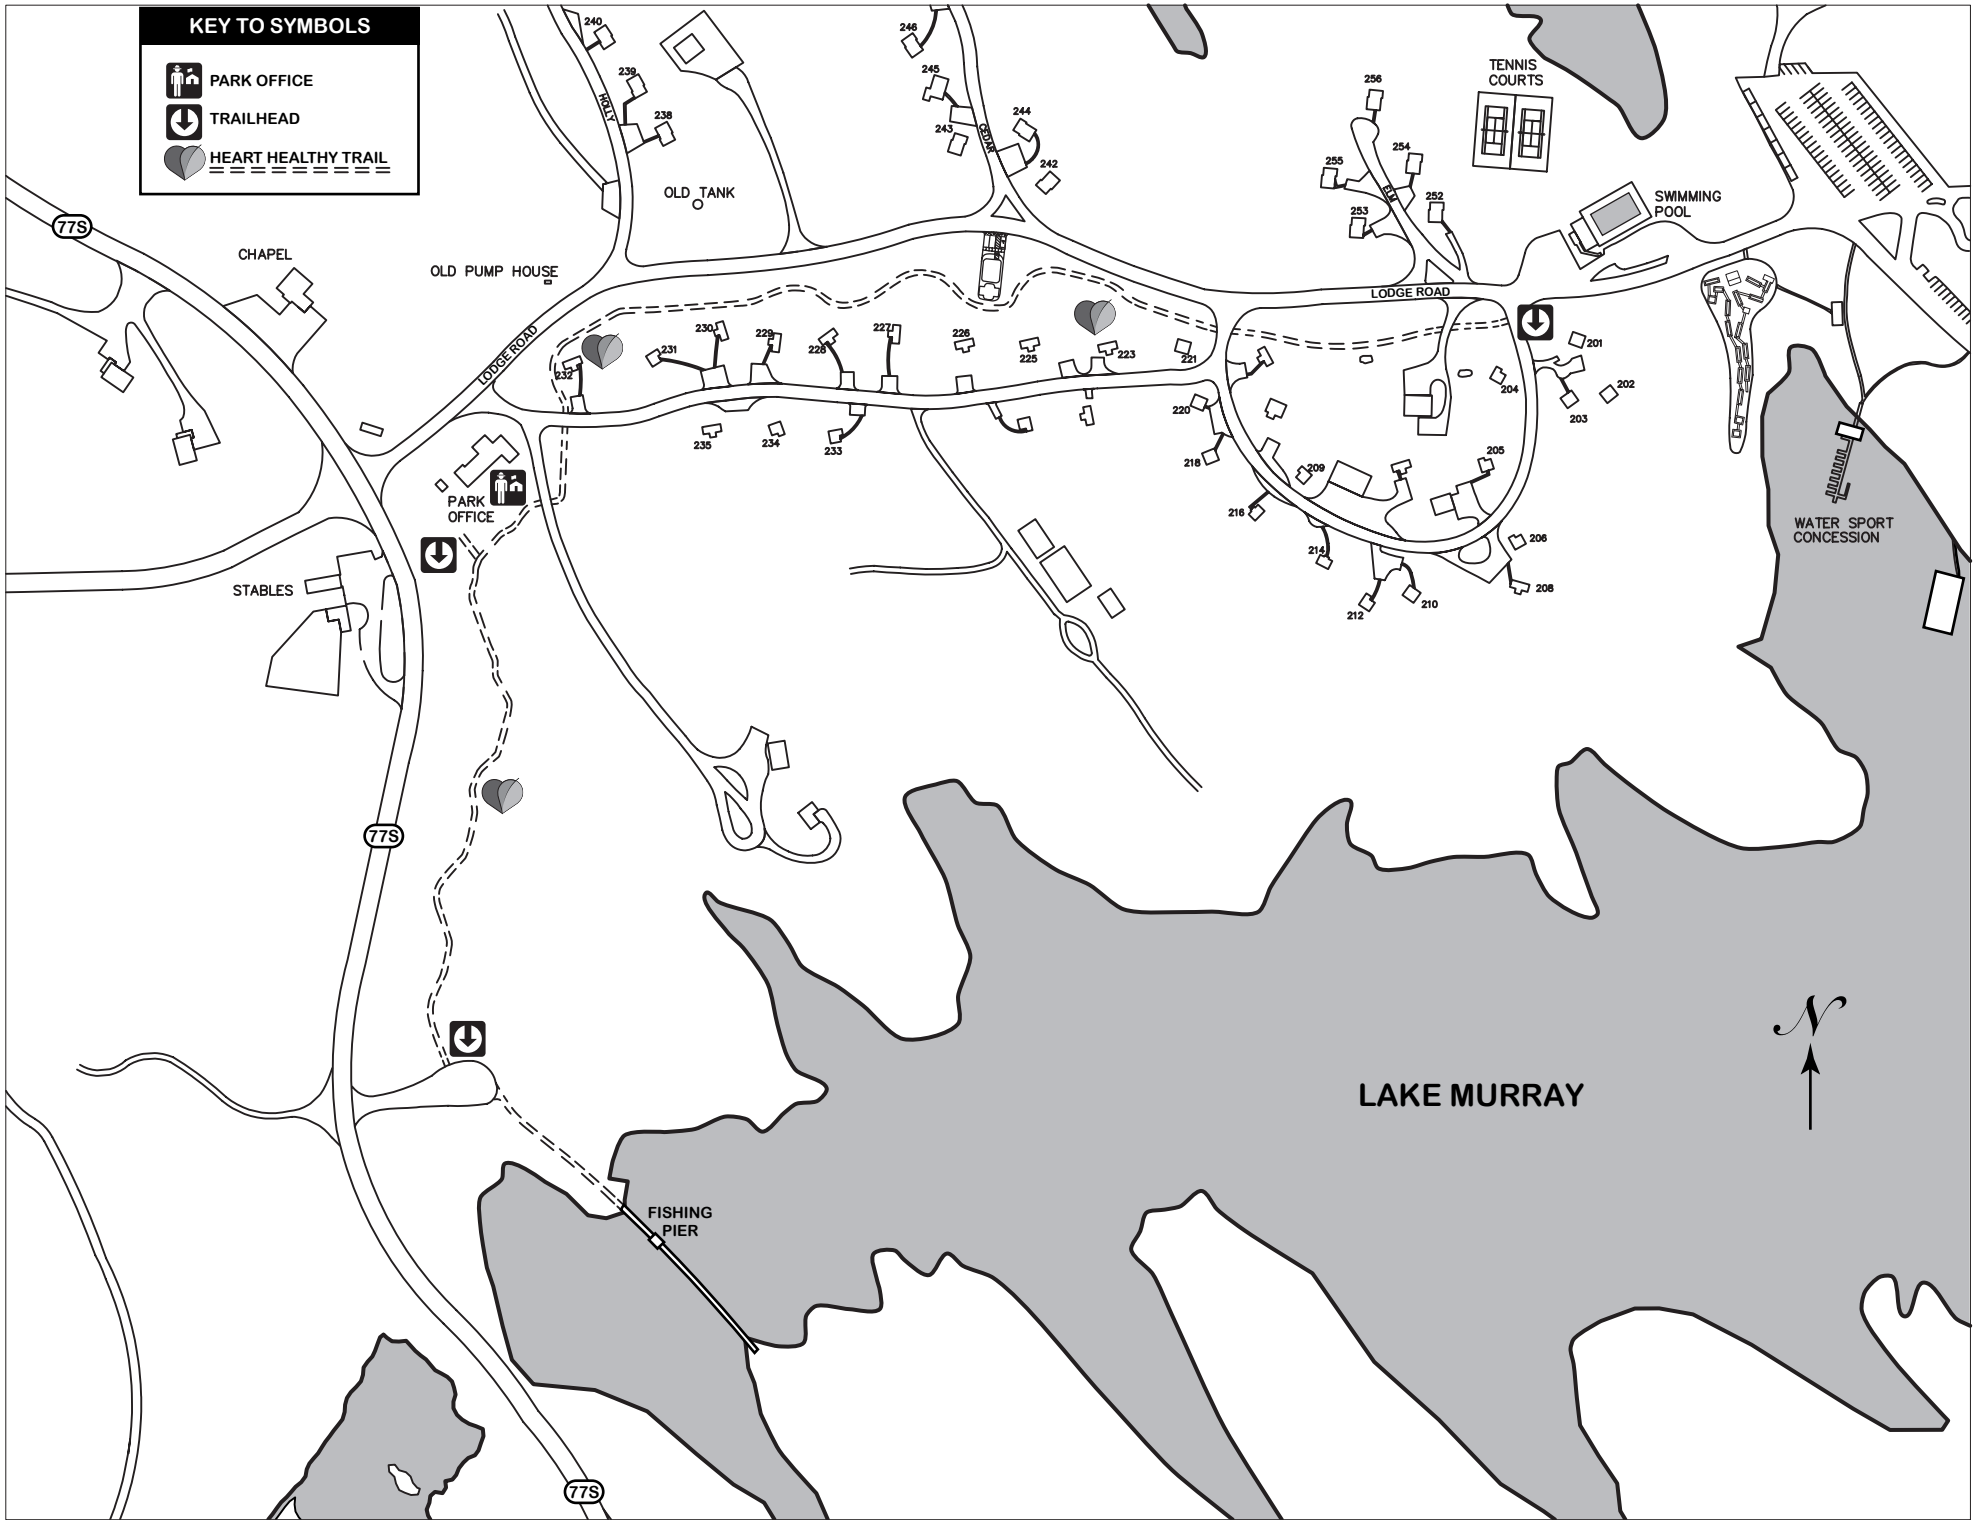 KEY TO SYMBOLS
PARK OFFICE
TRAILHEAD
HEART HEALTHY TRAIL
240
239
238
HOLLY
246
245
243
244
242
CEDAR
256
255
254
253
252
ELM
TENNIS
COURTS
SWIMMING
POOL
OLD TANK
77S
CHAPEL
OLD PUMP HOUSE
LODGE ROAD
LODGE ROAD
232
231
230
229
228
227
226
225
223
221
220
218
216
214
212
210
209
208
206
205
204
203
202
201
235
234
233
PARK
OFFICE
STABLES
WATER SPORT
CONCESSION
77S
N
LAKE MURRAY
FISHING
PIER
77S